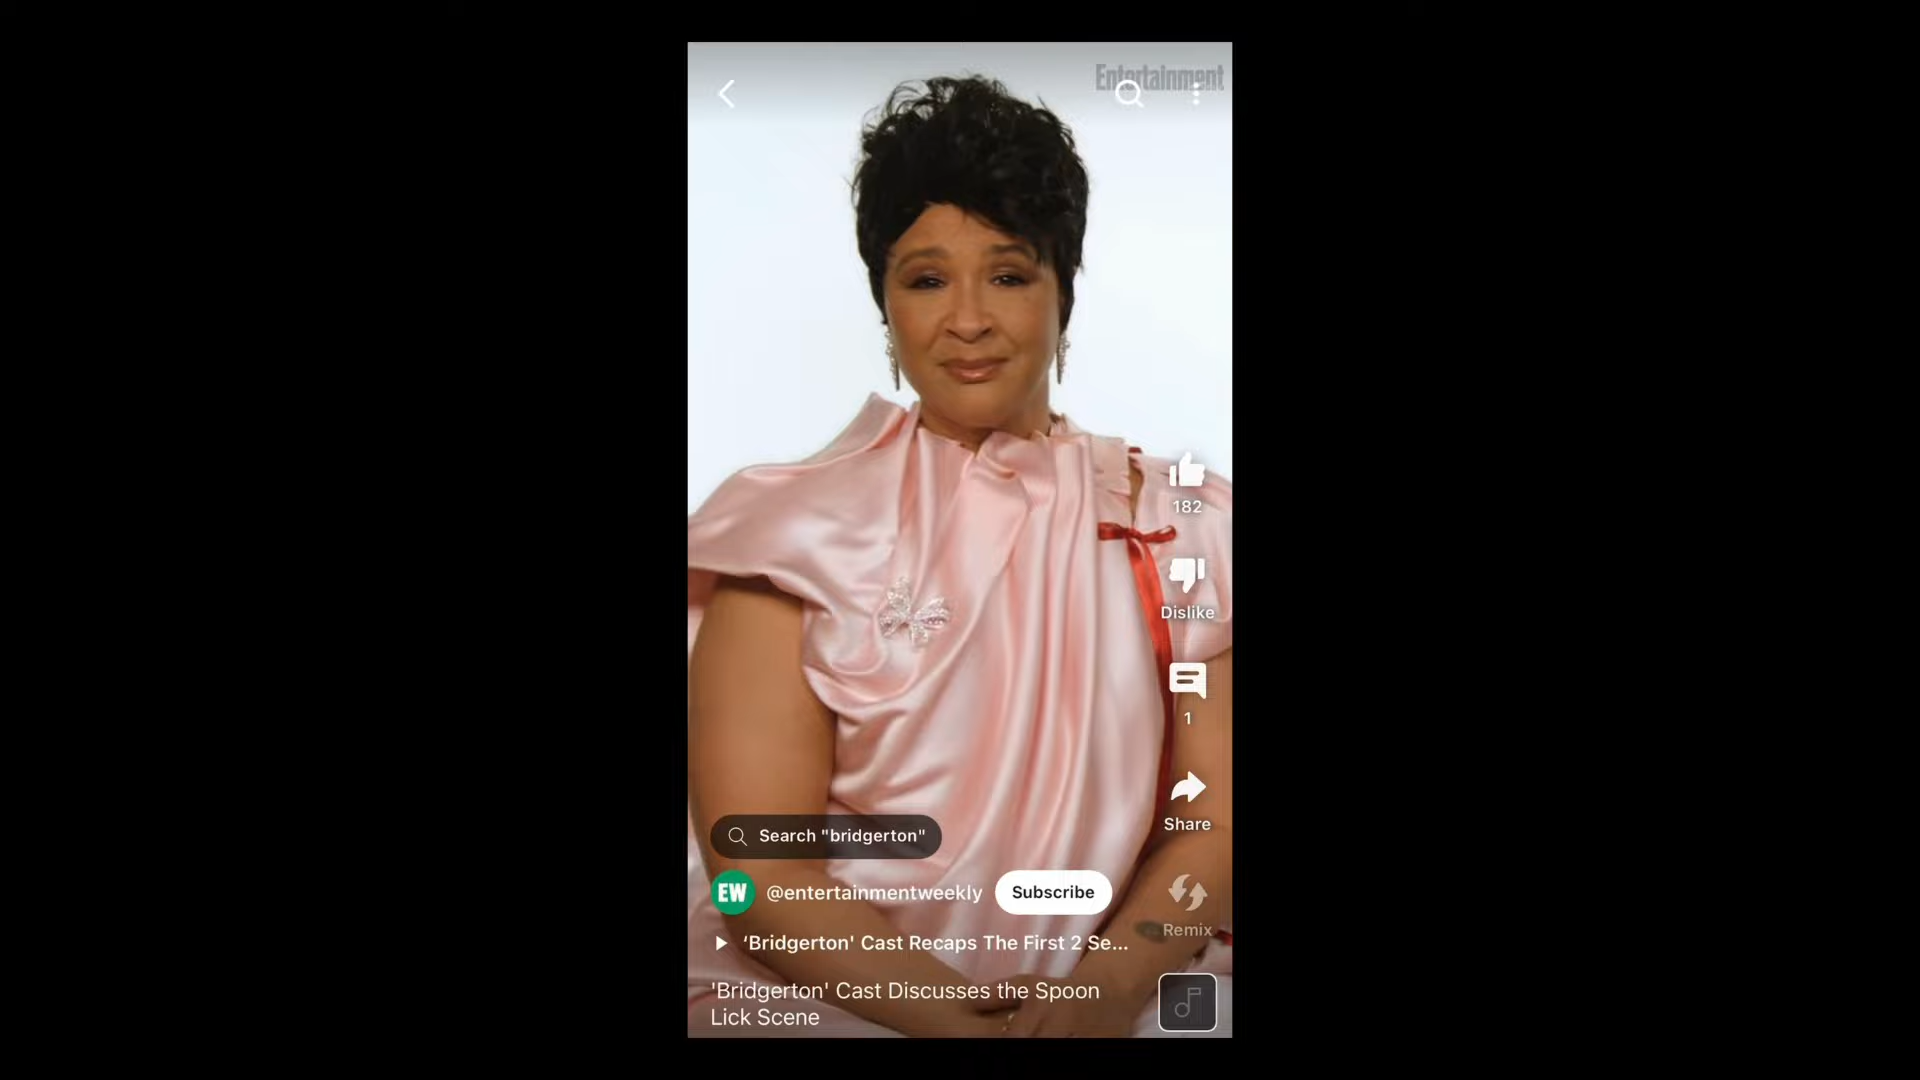 Entertainment
182
Dislike
1
Share
Search "bridgerton"
EW @entertainmentweekly Subscribe
Remix
‘Bridgerton' Cast Recaps The First 2 Se...
'Bridgerton' Cast Discusses the Spoon
Lick Scene